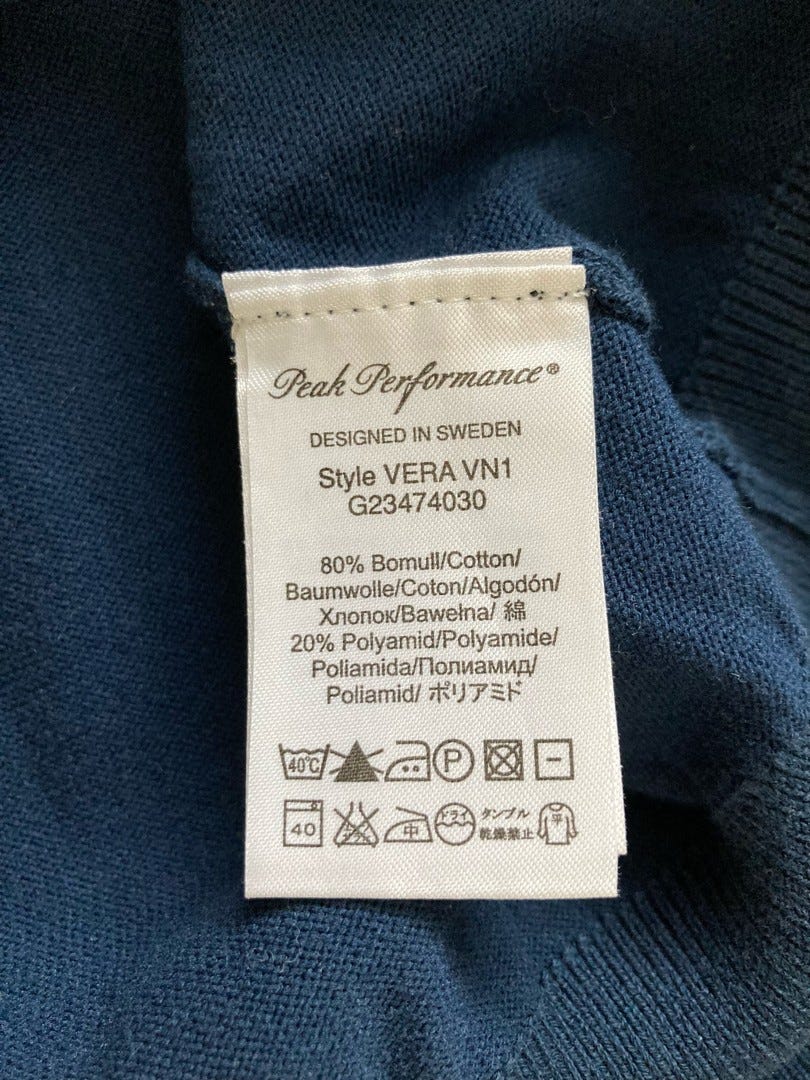 Peak Performance®
DESIGNED IN SWEDEN
Style VERA VN1
G23474030
80% Bomull/Cotton/
Baumwolle/Coton/Algodón/
Хлопок/Bawełna/ 綿
20% Polyamid/Polyamide/
Poliamida/Полиамид/
Poliamid/ ポリアミド
40°C P
40 中 ドライ タンブル 平
乾燥禁止